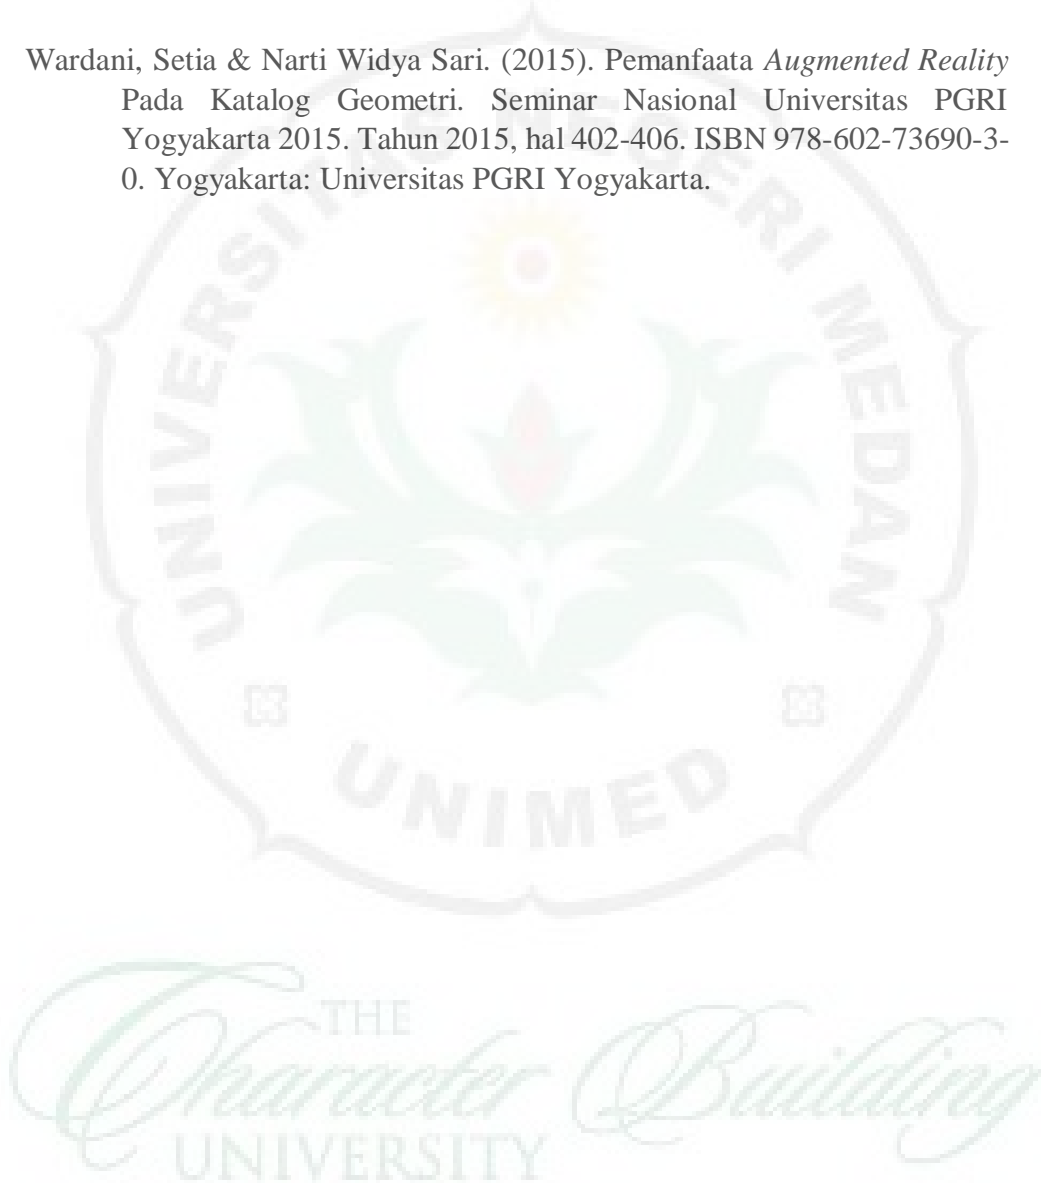 Wardani, Setia & Narti Widya Sari. (2015). Pemanfaata Augmented Reality
Pada Katalog Geometri. Seminar Nasional Universitas PGRI
Yogyakarta 2015. Tahun 2015, hal 402-406. ISBN 978-602-73690-3-
0. Yogyakarta: Universitas PGRI Yogyakarta.
UNIVERSITAS NEGERI MEDAN
UNIMED
THE
Character Building
UNIVERSITY